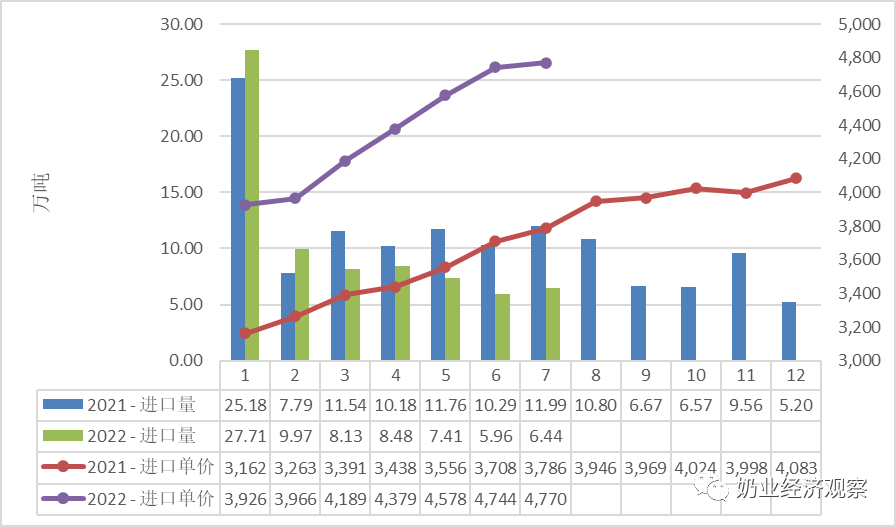 30.00
25.00
20.00
15.00
10.00
5.00
0.00
万吨
5,000
4,800
4,600
4,400
4,200
4,000
3,800
3,600
3,400
3,200
3,000
1 2 3 4 5 6 7 8 9 10 11 12
2021 - 进口量 25.18 7.79 11.54 10.18 11.76 10.29 11.99 10.80 6.67 6.57 9.56 5.20
2022 - 进口量 27.71 9.97 8.13 8.48 7.41 5.96 6.44
2021 - 进口单价 3,162 3,263 3,391 3,438 3,556 3,708 3,786 3,946 3,969 4,024 3,998 4,083
2022 - 进口单价 3,926 3,966 4,189 4,379 4,578 4,744 4,770
奶业经济观察